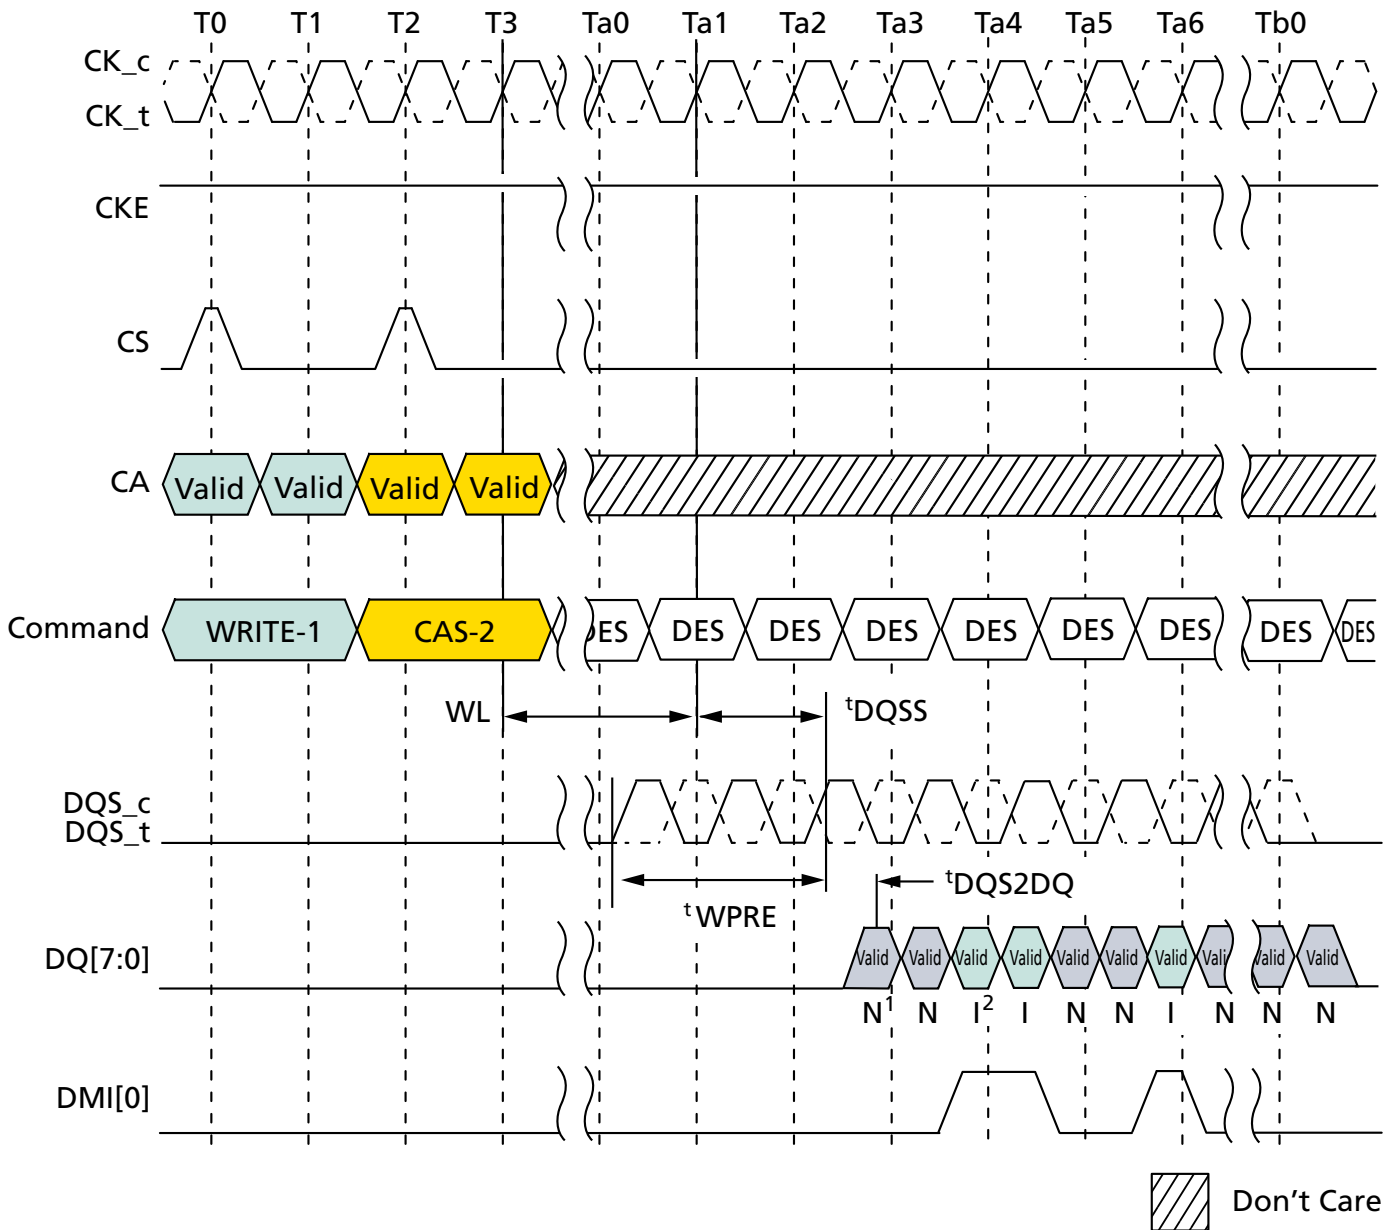 T0 T1 T2 T3 Ta0 Ta1 Ta2 Ta3 Ta4 Ta5 Ta6 Tb0
CK_c
CK_t
CKE
CS
CA Valid Valid Valid Valid
Command WRITE-1 CAS-2 DES DES DES DES DES DES DES DES DES
WL tDQSS
DQS_c
DQS_t
tDQS2DQ
tWPRE
DQ[7:0] Valid Valid Valid Valid Valid Valid Valid Valid Valid Valid
N1 N I2 I N N I N N N
DMI[0]
Don't Care